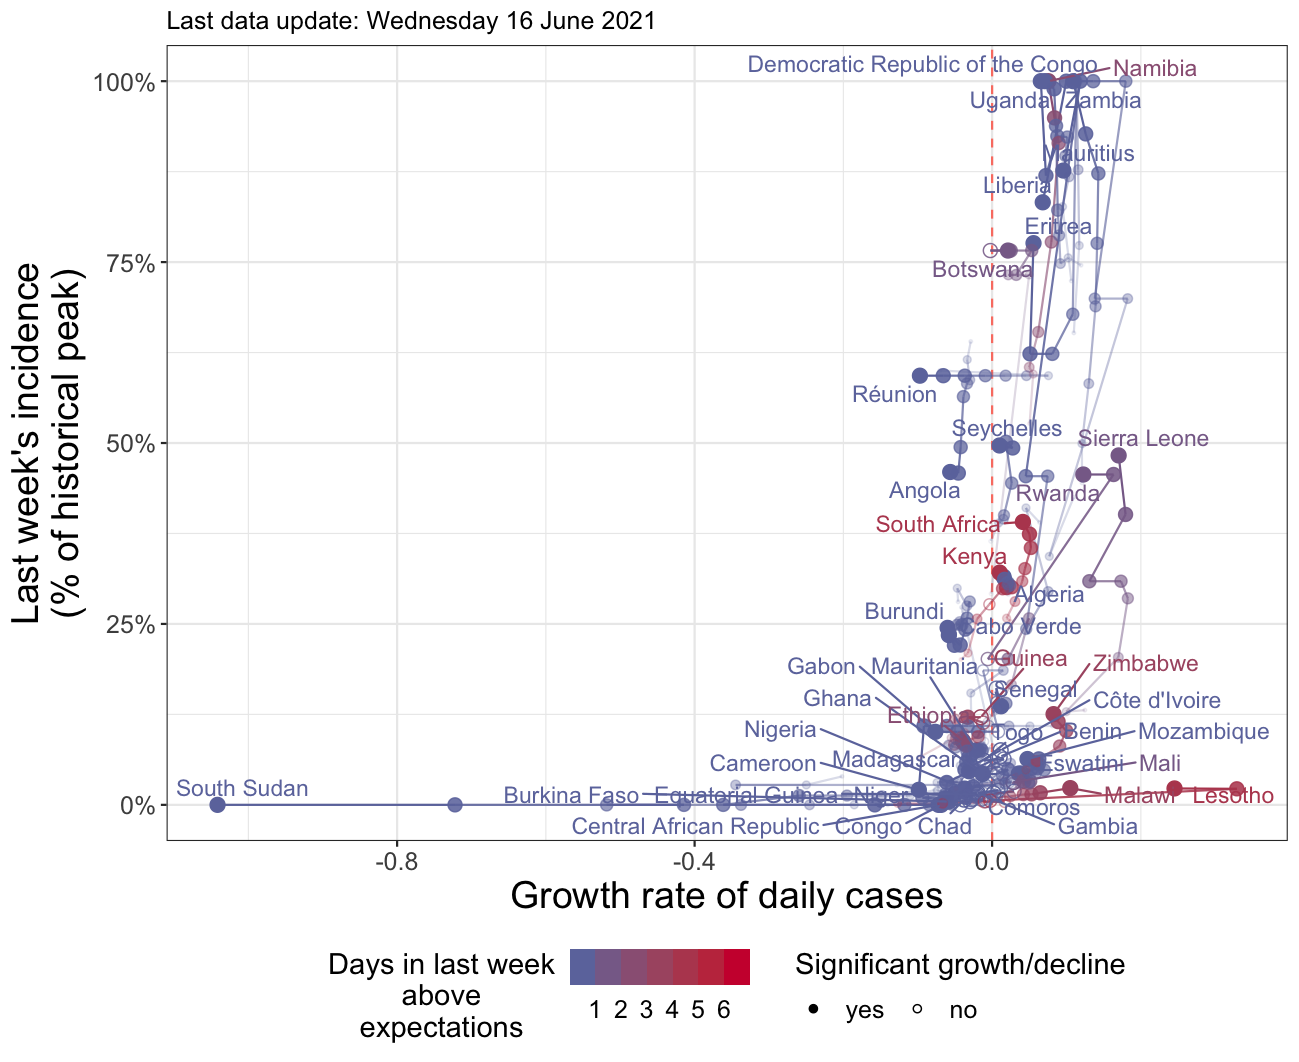 Last data update: Wednesday 16 June 2021
Last week's incidence
(% of historical peak)
100%
75%
50%
25%
0%
Democratic Republic of the Congo
Namibia
Uganda
Zambia
Mauritius
Liberia
Eritrea
Botswana
Réunion
Seychelles
Sierra Leone
Angola
Rwanda
South Africa
Kenya
Algeria
Burundi
Cabo Verde
Gabon
Mauritania
Guinea
Zimbabwe
Ghana
Senegal
Côte d'Ivoire
Ethiopia
Nigeria
Togo
Benin
Mozambique
Cameroon
Madagascar
Eswatini
Mali
South Sudan
Burkina Faso
Equatorial Guinea
Niger
Malawi
Lesotho
Comoros
Central African Republic
Congo
Chad
Gambia
-0.8
-0.4
0.0
Growth rate of daily cases
Days in last week
above
expectations
1 2 3 4 5 6
Significant growth/decline
yes
no